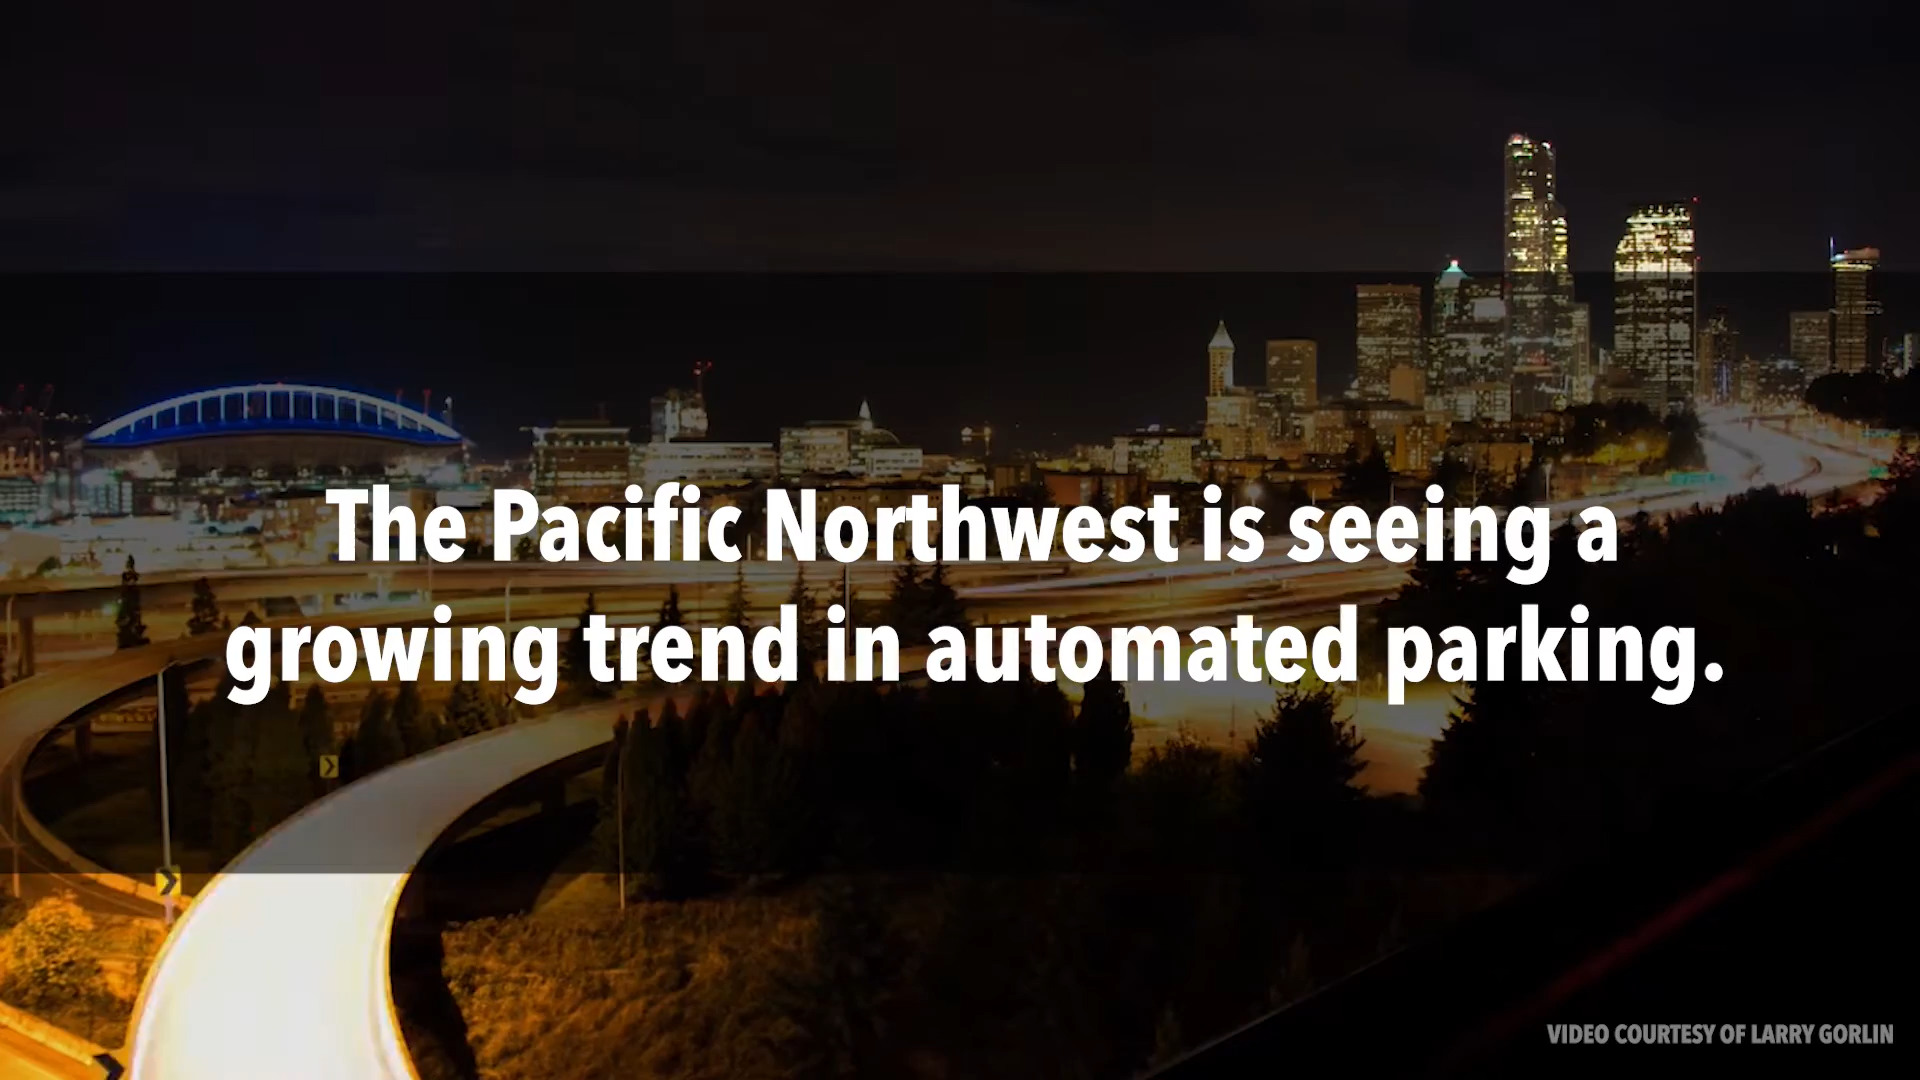 The Pacific Northwest is seeing a
growing trend in automated parking.
VIDEO COURTESY OF LARRY GORLIN